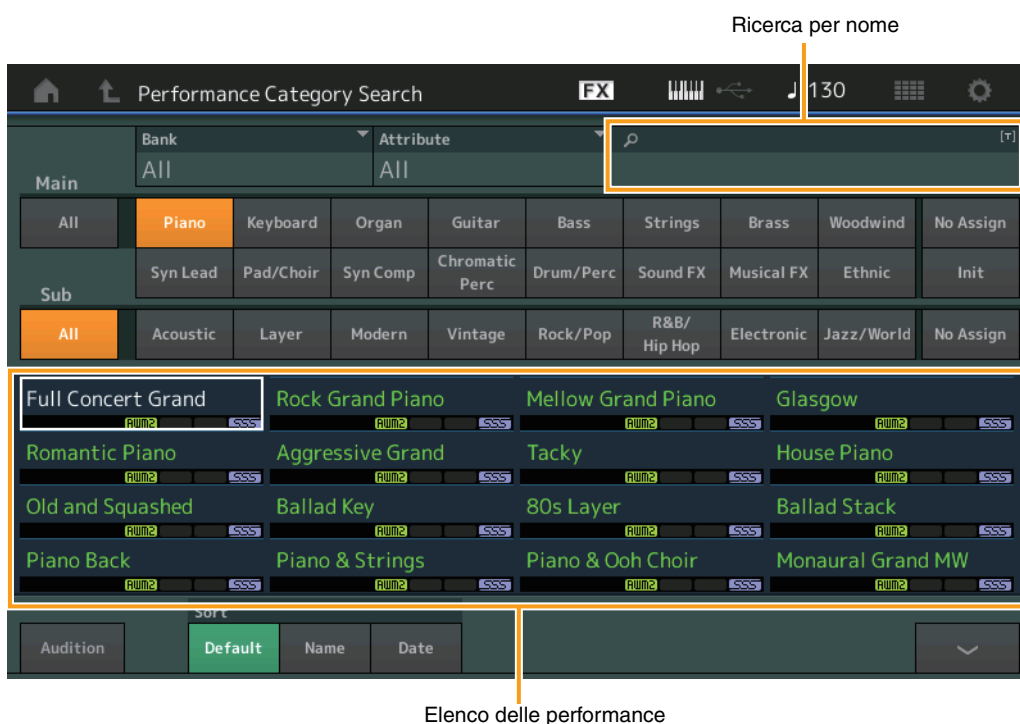 Ricerca per nome
Performance Category Search FX ♩ 130
Bank Attribute [T]
All All
Main
All Piano Keyboard Organ Guitar Bass Strings Brass Woodwind No Assign
Syn Lead Pad/Choir Syn Comp Chromatic Perc Drum/Perc Sound FX Musical FX Ethnic Init
Sub
All Acoustic Layer Modern Vintage Rock/Pop R&B/ Hip Hop Electronic Jazz/World No Assign
Full Concert Grand Rock Grand Piano Mellow Grand Piano Glasgow
AWM2 SSS AWM2 SSS AWM2 SSS AWM2 SSS
Romantic Piano Aggressive Grand Tacky House Piano
AWM2 SSS AWM2 SSS AWM2 SSS AWM2 SSS
Old and Squashed Ballad Key 80s Layer Ballad Stack
AWM2 SSS AWM2 SSS AWM2 SSS AWM2 SSS
Piano Back Piano & Strings Piano & Ooh Choir Monaural Grand MW
AWM2 SSS AWM2 SSS AWM2 SSS AWM2 SSS
Sort
Audition Default Name Date
Elenco delle performance